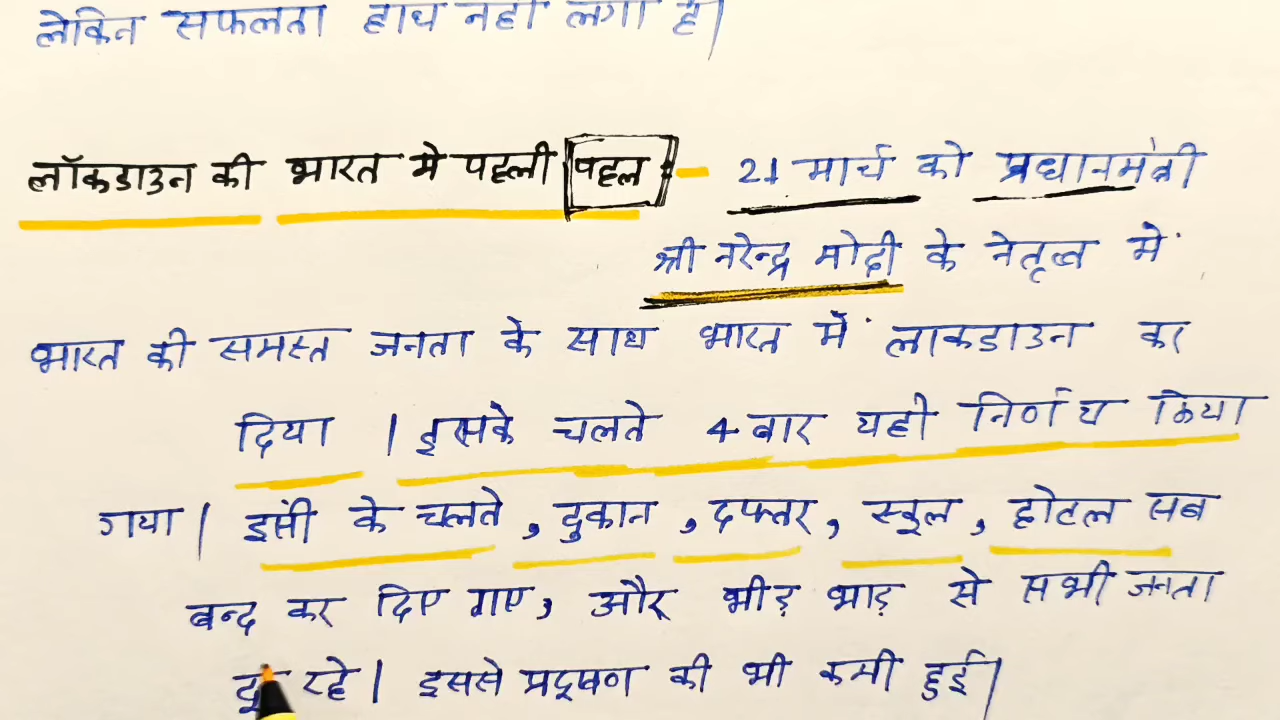 लेकिन सफलता हाथ नही लगी है।
लॉकडाउन की भारत मे पहली पहल :- 21 मार्च को प्रधानमंत्री
श्री नरेन्द्र मोदी के नेतृत्व में
भारत की समस्त जनता के साथ भारत में लाकडाउन कर
दिया । इसके चलते 4 बार यही निर्णय किया
गया । इसी के चलते , दुकान , दफ्तर , स्कूल , होटल सब
बन्द कर दिए गए, और भीड़ भाड़ से सभी जनता
रहे । इससे प्रदूषण की भी कमी हुई।